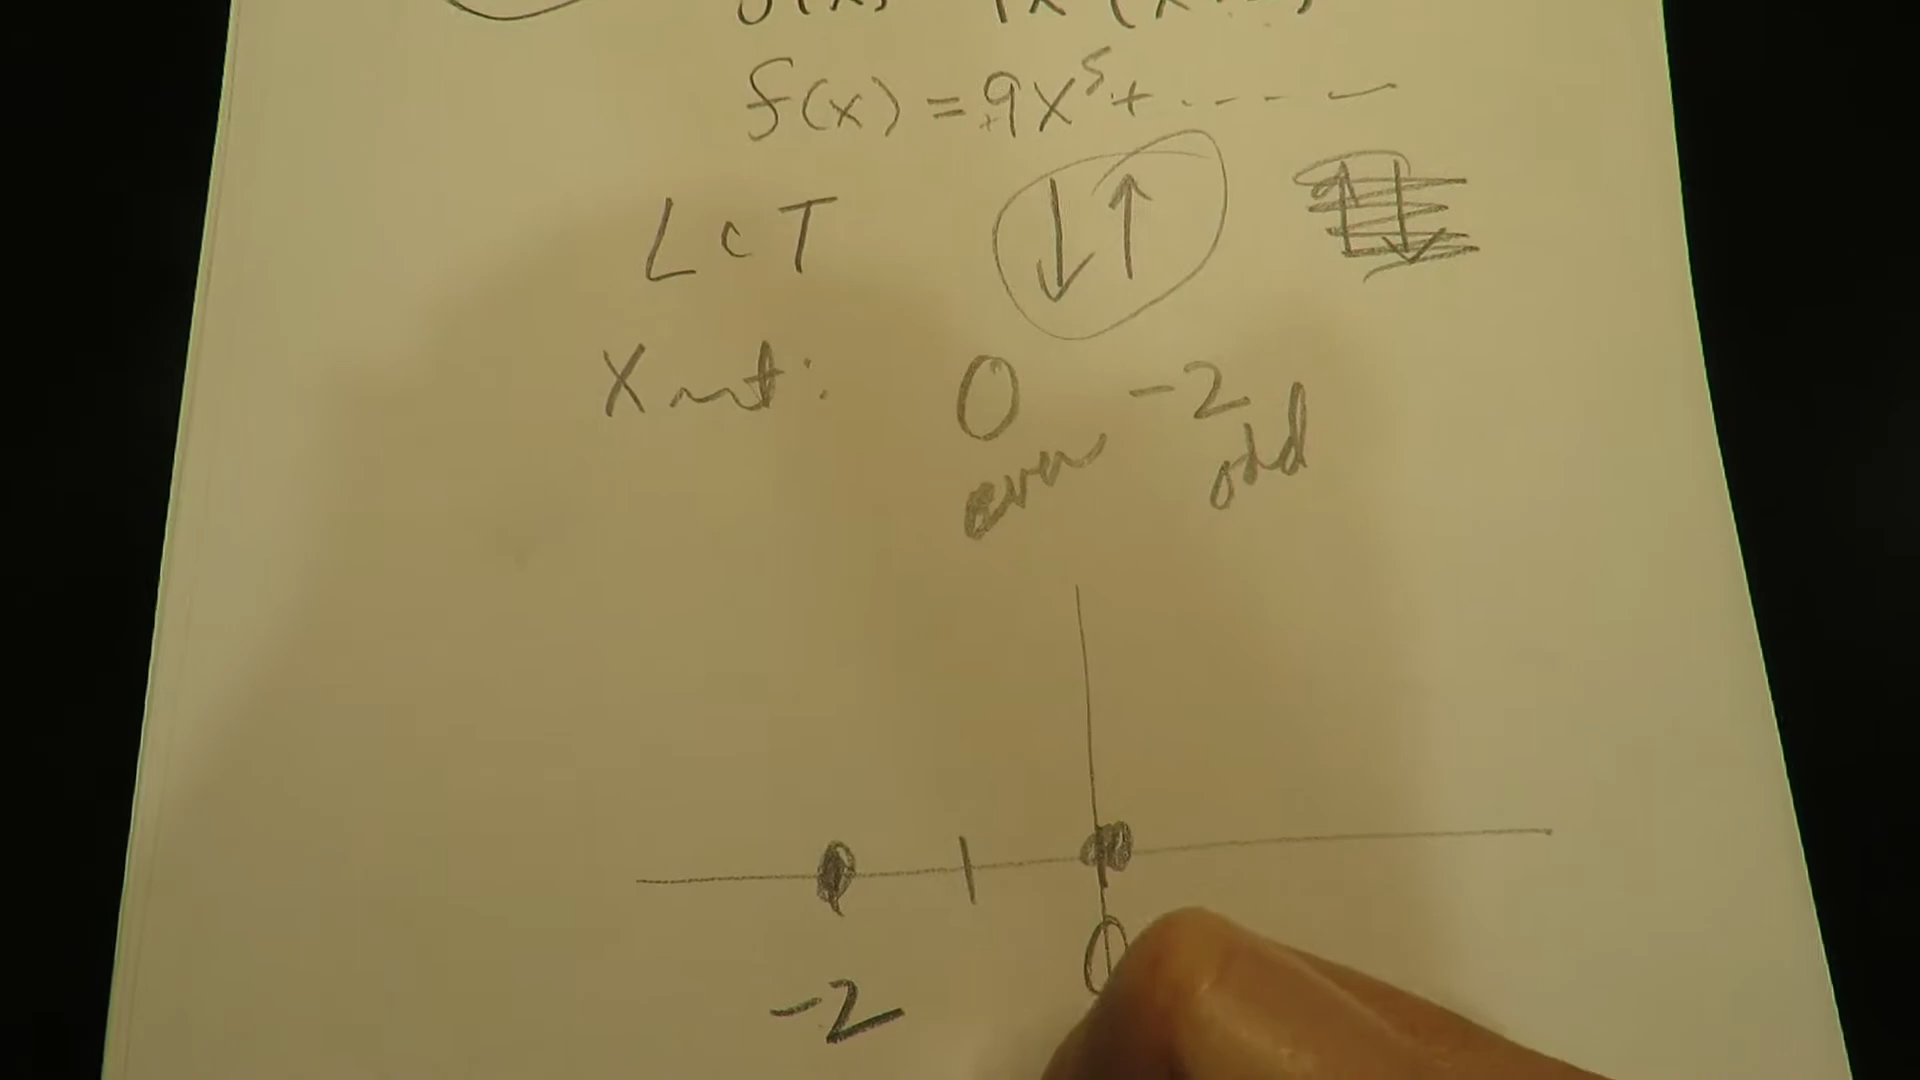 f(x) = 9x⁵ + ....
+
LCT ↓↑ ↑↓
X int: 0 -2
even odd
-2 0